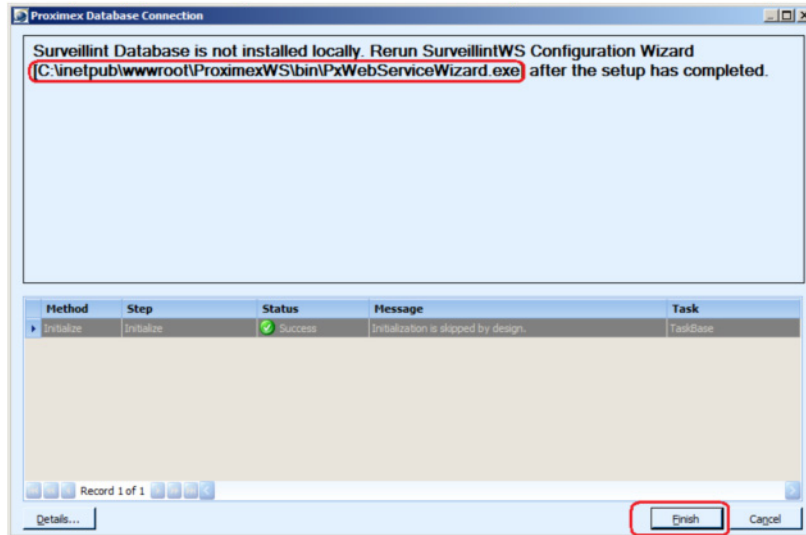 Proximex Database Connection
Surveillint Database is not installed locally. Rerun SurveillintWS Configuration Wizard
[C:\inetpub\wwwroot\ProximexWS\bin\PxWebServiceWizard.exe] after the setup has completed.
Method Step Status Message Task
Initialize Initialize Success Initialization is skipped by design. TaskBase
Record 1 of 1
Details... Finish Cancel